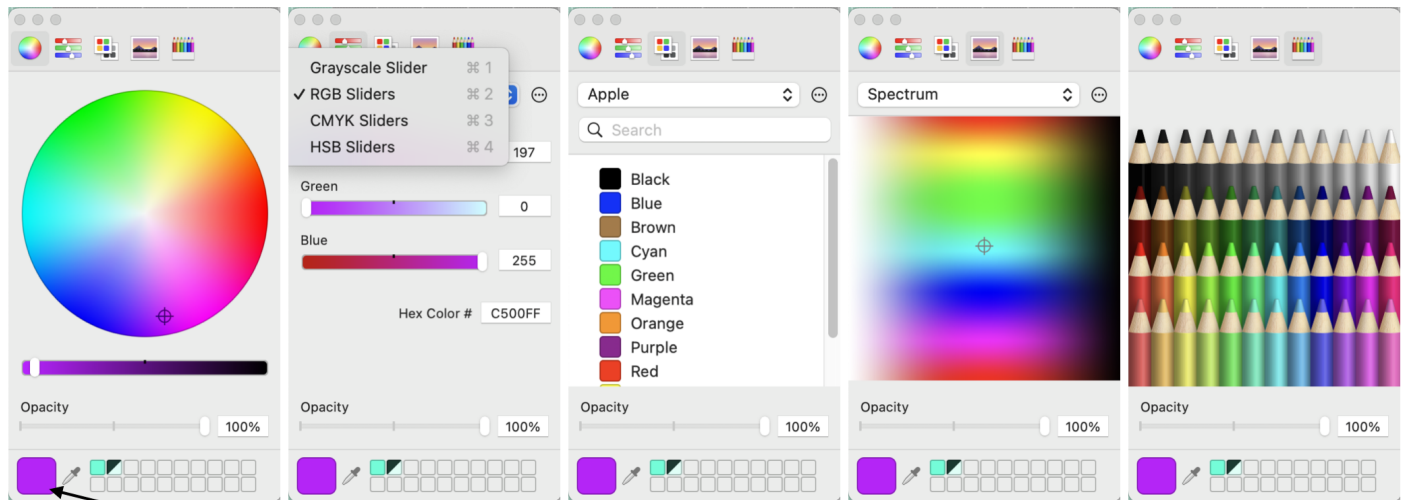 Grayscale Slider ⌘ 1
✓ RGB Sliders ⌘ 2
CMYK Sliders ⌘ 3
HSB Sliders ⌘ 4
197
Green
0
Blue
255
Hex Color # C500FF
Apple
Search
Black
Blue
Brown
Cyan
Green
Magenta
Orange
Purple
Red
Spectrum
Opacity
100%
Opacity
100%
Opacity
100%
Opacity
100%
Opacity
100%